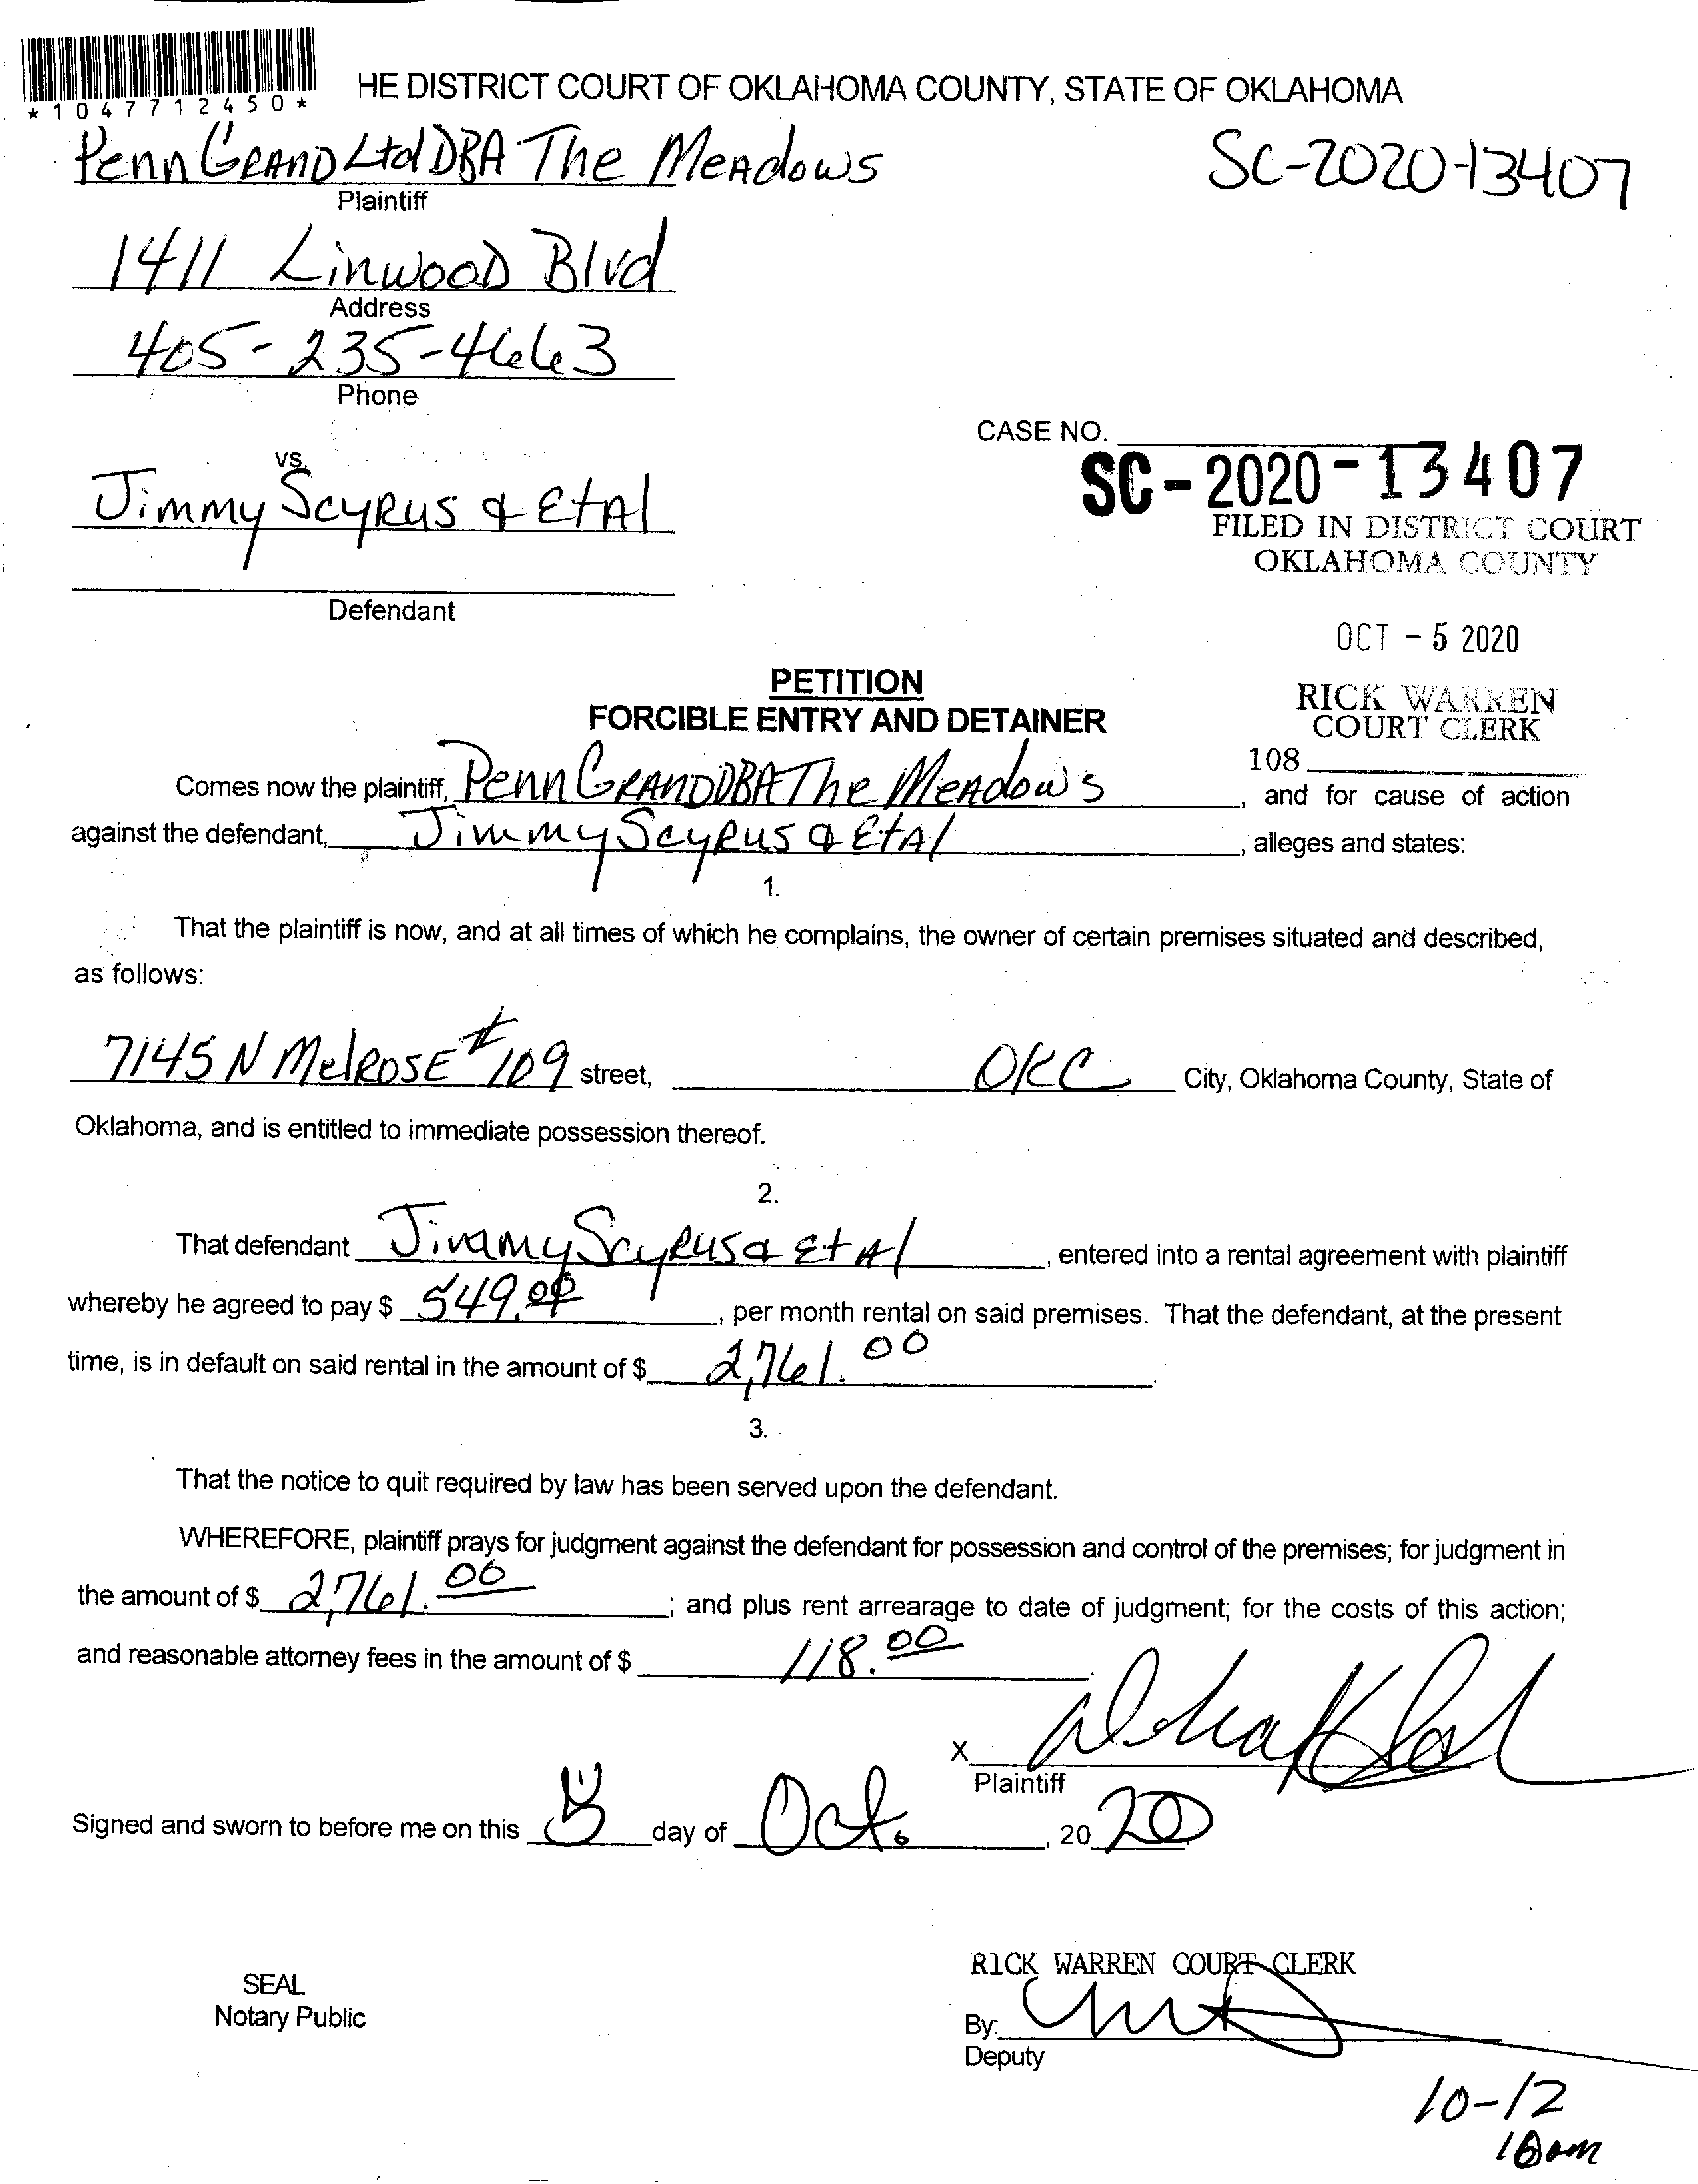 *1047712450*
HE DISTRICT COURT OF OKLAHOMA COUNTY, STATE OF OKLAHOMA
Penn GRAND Ltd DBA The MeAdows
SC-2020-13407
Plaintiff
1411 LinwooD Blvd
Address
405-235-4663
Phone
CASE NO.
SC-2020-13407
vs.
Jimmy ScyRus & EtAl
FILED IN DISTRICT COURT
OKLAHOMA COUNTY
Defendant
OCT - 5 2020
PETITION
FORCIBLE ENTRY AND DETAINER
RICK WARREN
COURT CLERK
108
Comes now the plaintiff, Penn GRAND DBA The MeAdows, and for cause of action
against the defendant, Jimmy ScyRus & EtAl, alleges and states:
1.
That the plaintiff is now, and at all times of which he complains, the owner of certain premises situated and described,
as follows:
7145 N MelROSE #109 street, OKC City, Oklahoma County, State of
Oklahoma, and is entitled to immediate possession thereof.
2.
That defendant Jimmy ScyRus & EtAl, entered into a rental agreement with plaintiff
whereby he agreed to pay $ 549.00, per month rental on said premises. That the defendant, at the present
time, is in default on said rental in the amount of $ 2,761.00.
3.
That the notice to quit required by law has been served upon the defendant.
WHEREFORE, plaintiff prays for judgment against the defendant for possession and control of the premises; for judgment in
the amount of $ 2,761.00; and plus rent arrearage to date of judgment; for the costs of this action;
and reasonable attorney fees in the amount of $ 118.00
X
Plaintiff
Signed and sworn to before me on this 5 day of Oct., 20 20
RICK WARREN COURT CLERK
SEAL
Notary Public
By:
Deputy
10-12
10am